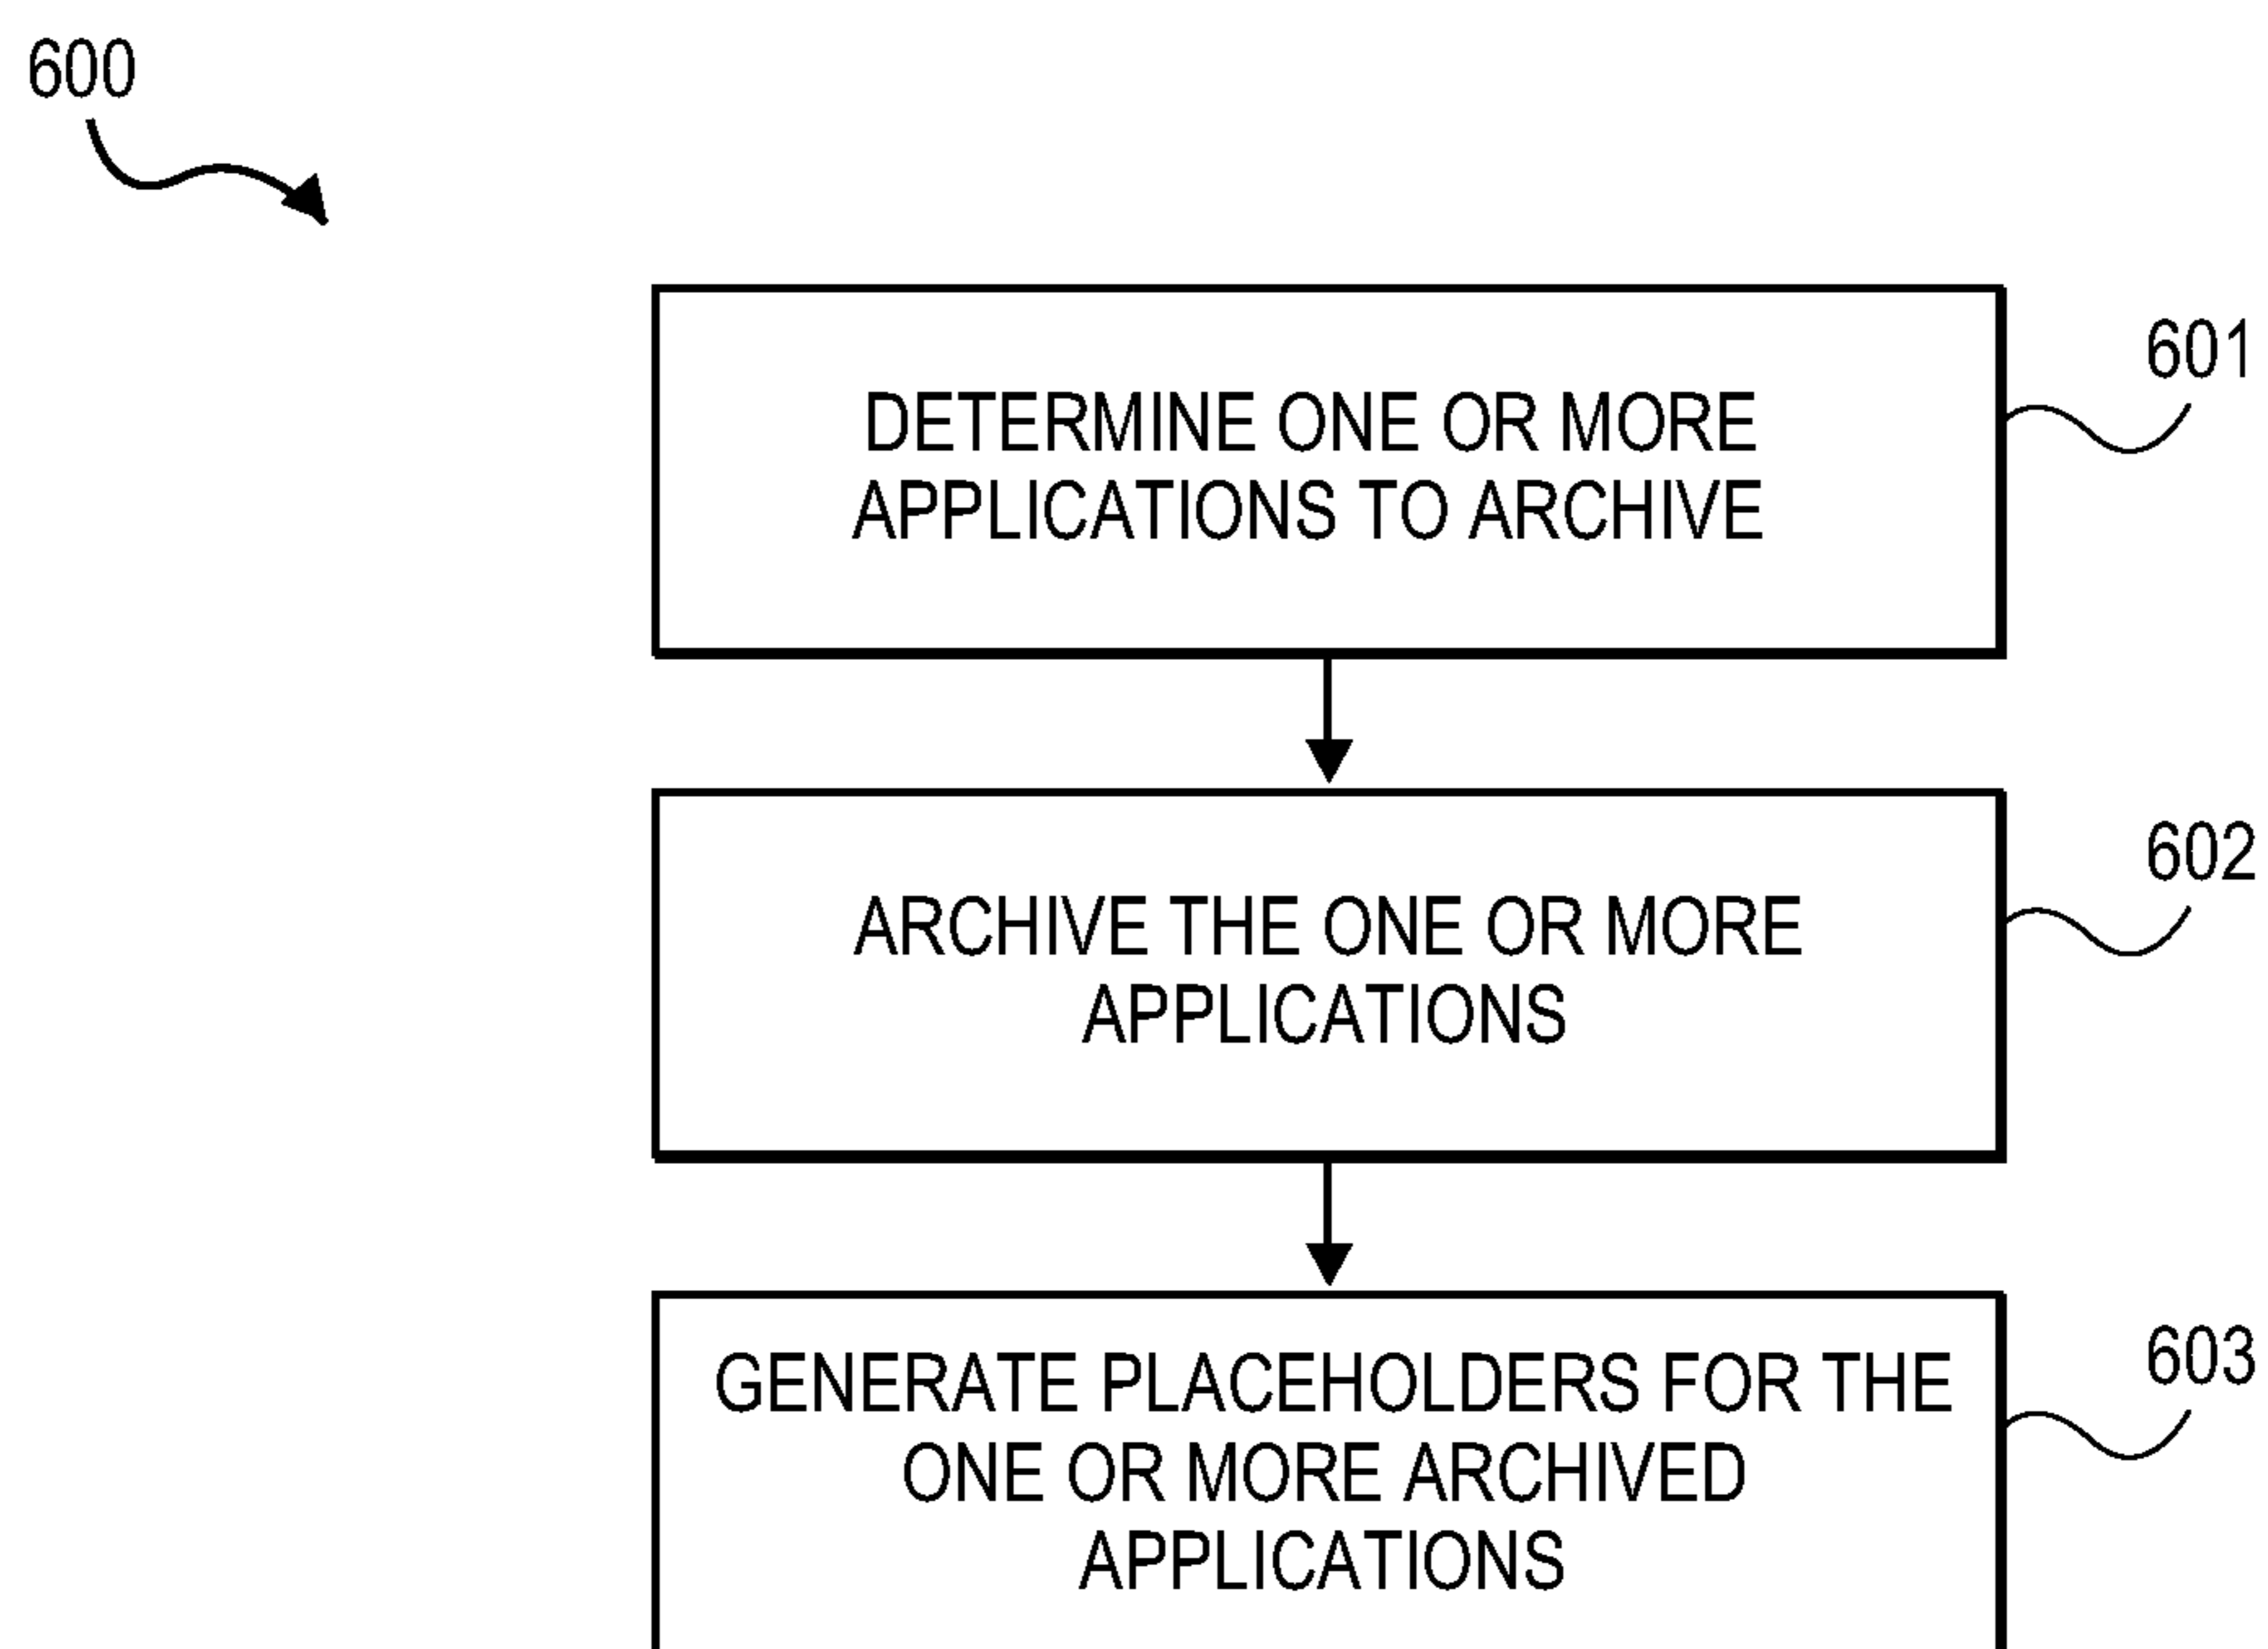 600
601
DETERMINE ONE OR MORE
APPLICATIONS TO ARCHIVE
602
ARCHIVE THE ONE OR MORE
APPLICATIONS
603
GENERATE PLACEHOLDERS FOR THE
ONE OR MORE ARCHIVED
APPLICATIONS